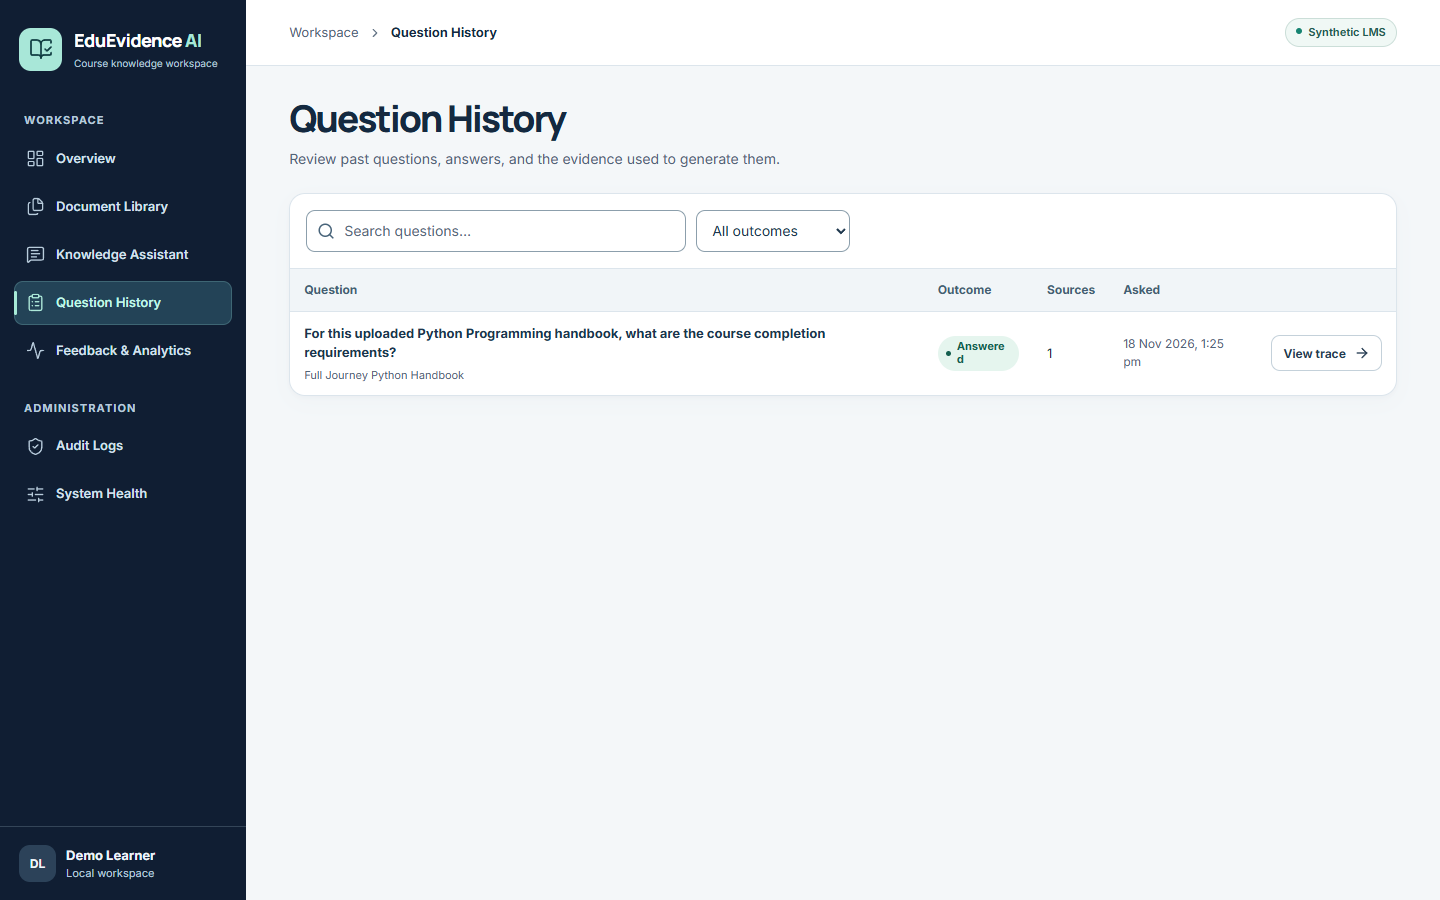 EduEvidence AI
Course knowledge workspace
WORKSPACE
Overview
Document Library
Knowledge Assistant
Question History
Feedback & Analytics
ADMINISTRATION
Audit Logs
System Health
DL
Demo Learner
Local workspace
Workspace > Question History
Synthetic LMS
Question History
Review past questions, answers, and the evidence used to generate them.
Search questions...
All outcomes
Question Outcome Sources Asked
For this uploaded Python Programming handbook, what are the course completion
requirements?
Full Journey Python Handbook
Answere
d
1
18 Nov 2026, 1:25
pm
View trace